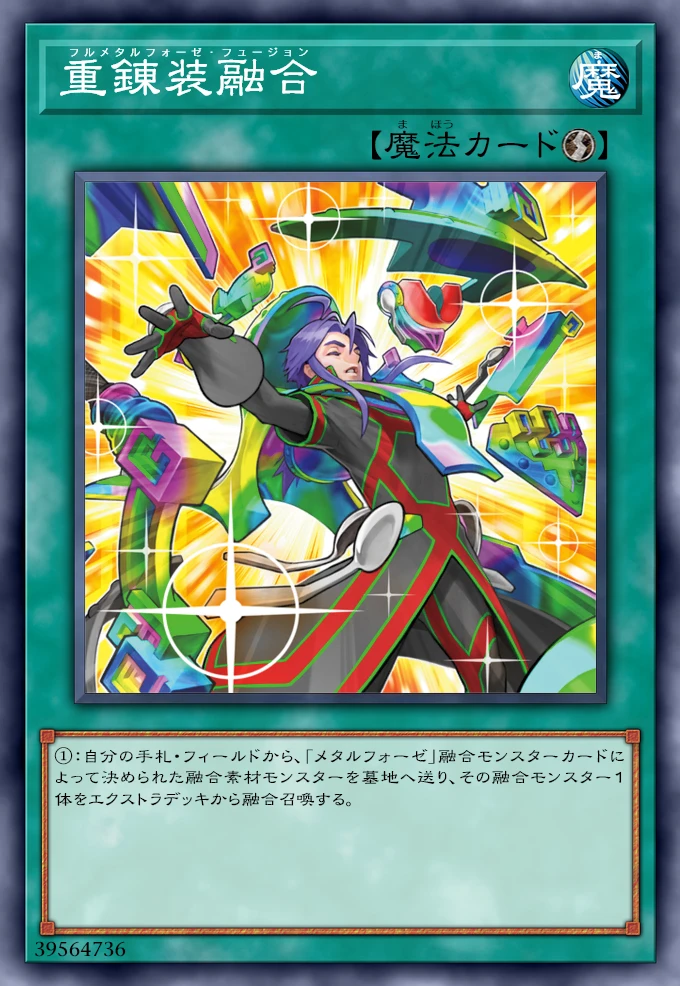 フルメタルフォーゼ・フュージョン
重錬装融合
ま
魔
ま ほう
【魔法カード】
①:自分の手札・フィールドから、「メタルフォーゼ」融合モンスターカードに
よって決められた融合素材モンスターを墓地へ送り、その融合モンスター1
体をエクストラデッキから融合召喚する。
39564736